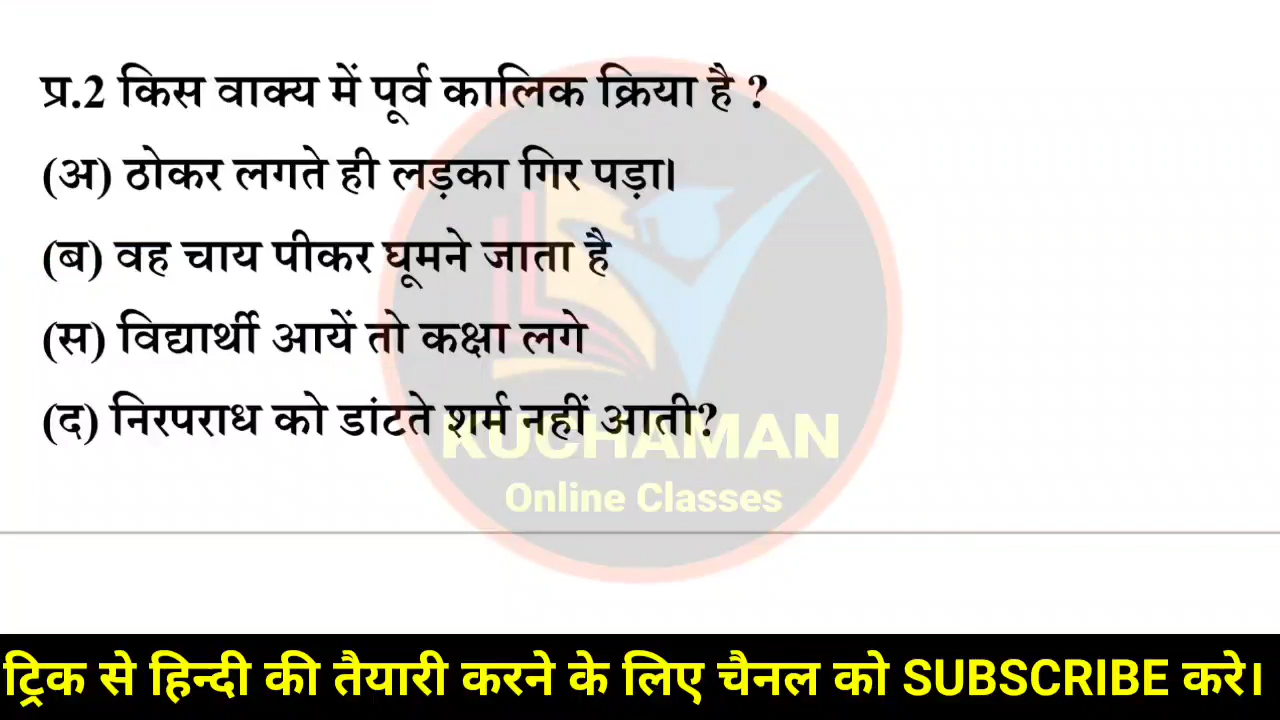 प्र.2 किस वाक्य में पूर्व कालिक क्रिया है ?
(अ) ठोकर लगते ही लड़का गिर पड़ा।
(ब) वह चाय पीकर घूमने जाता है
(स) विद्यार्थी आयें तो कक्षा लगे
(द) निरपराध को डांटते शर्म नहीं आती?
KUCHAMAN
Online Classes
ट्रिक से हिन्दी की तैयारी करने के लिए चैनल को SUBSCRIBE करे।